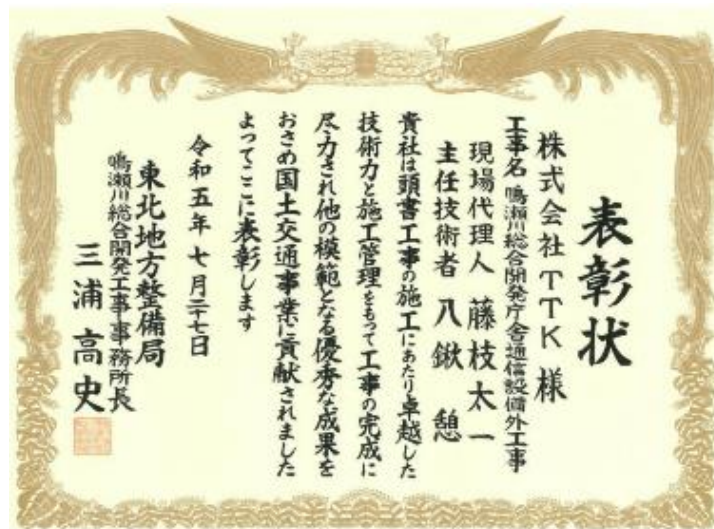 表彰状
株式会社TTK様
工事名 鳴瀬川総合開発庁舎通信設備外工事
現場代理人 藤枝太一
主任技術者 八鍬 憩
貴社は頭書工事の施工にあたり卓越した
技術力と施工管理をもって工事の完成に
尽力され他の模範となる優秀な成果を
おさめ国土交通事業に貢献されました
よってここに表彰します
令和五年七月二十七日
東北地方整備局
鳴瀬川総合開発工事事務所長
三浦高史